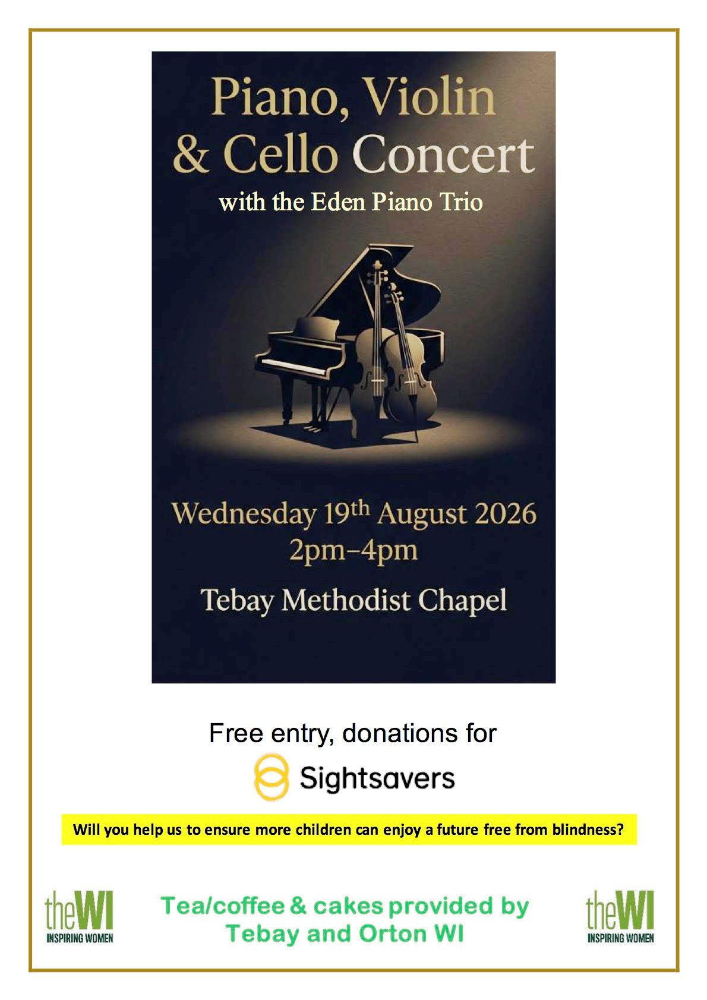 Piano, Violin
& Cello Concert
with the Eden Piano Trio
Wednesday 19th August 2026
2pm–4pm
Tebay Methodist Chapel
Free entry, donations for
Sightsavers
Will you help us to ensure more children can enjoy a future free from blindness?
theWI
INSPIRING WOMEN
Tea/coffee & cakes provided by
Tebay and Orton WI
theWI
INSPIRING WOMEN